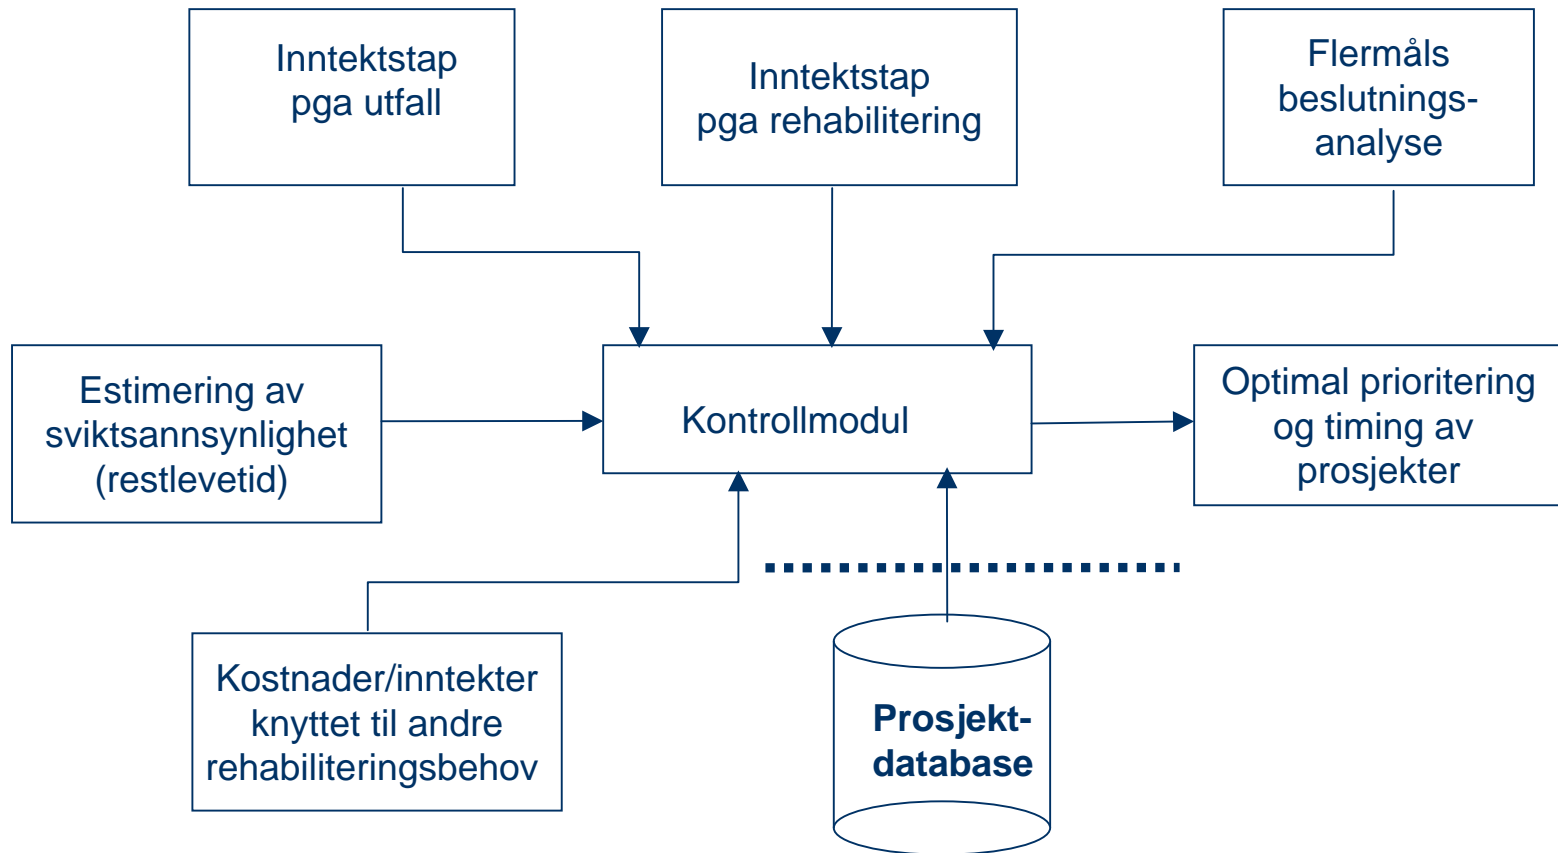 Inntektstap
pga utfall
Inntektstap
pga rehabilitering
Flermåls
beslutnings-
analyse
Estimering av
sviktsannsynlighet
(restlevetid)
Kontrollmodul
Optimal prioritering
og timing av
prosjekter
Kostnader/inntekter
knyttet til andre
rehabiliteringsbehov
Prosjekt-
database